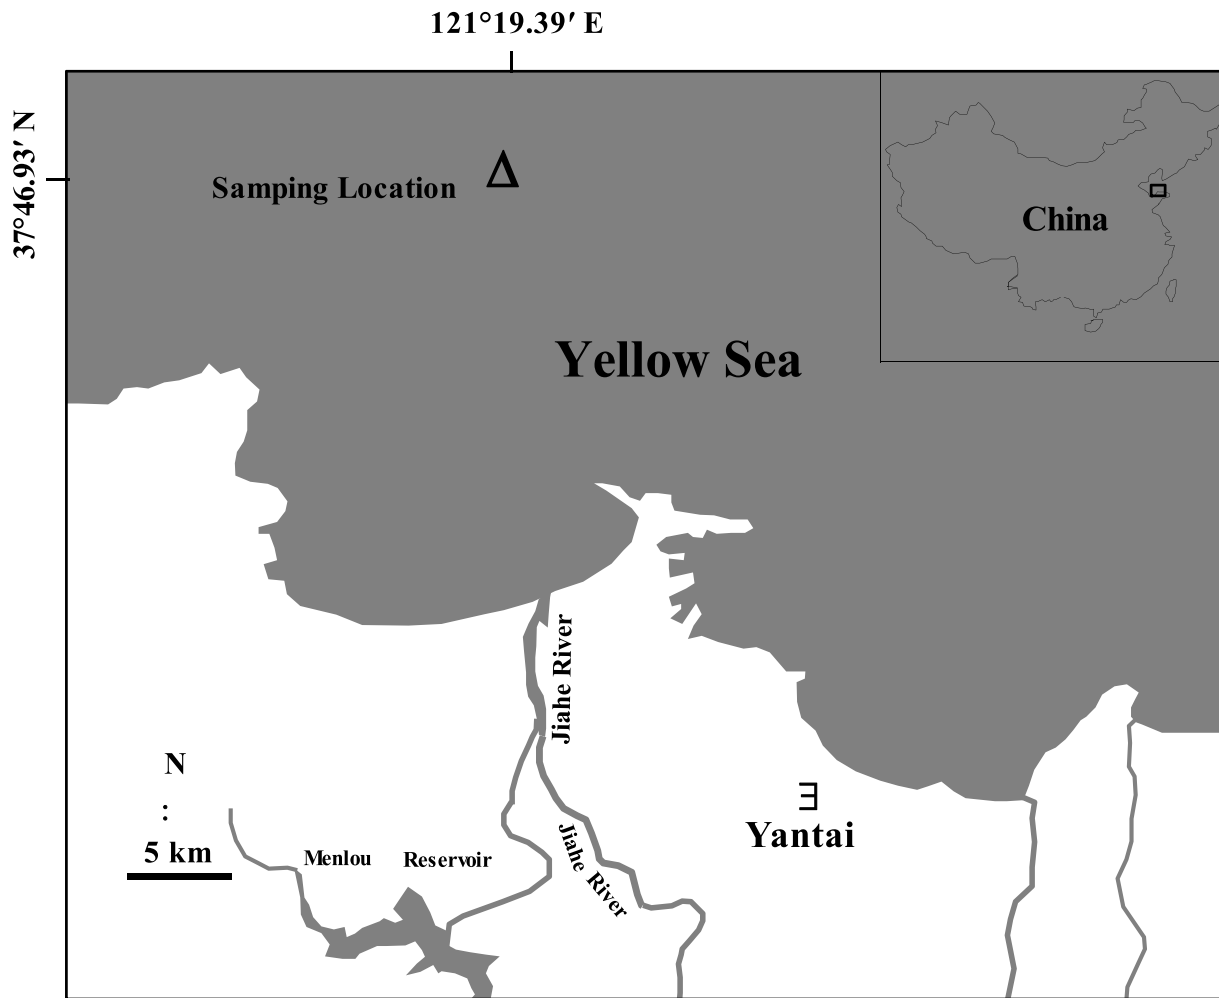 121°19.39′ E
37°46.93′ N
Samping Location
Δ
China
Yellow Sea
Jiahe River
N
:
5 km
Menlou Reservoir
Jiahe River
∃
Yantai